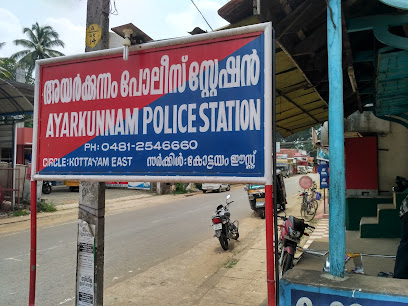 അയർക്കുന്നം പോലീസ് സ്റ്റേഷൻ
AYARKUNNAM POLICE STATION
PH : 0481-2546660
CIRCLE:KOTTAYAM EAST സർക്കിൾ:കോട്ടയം ഈസ്റ്റ്